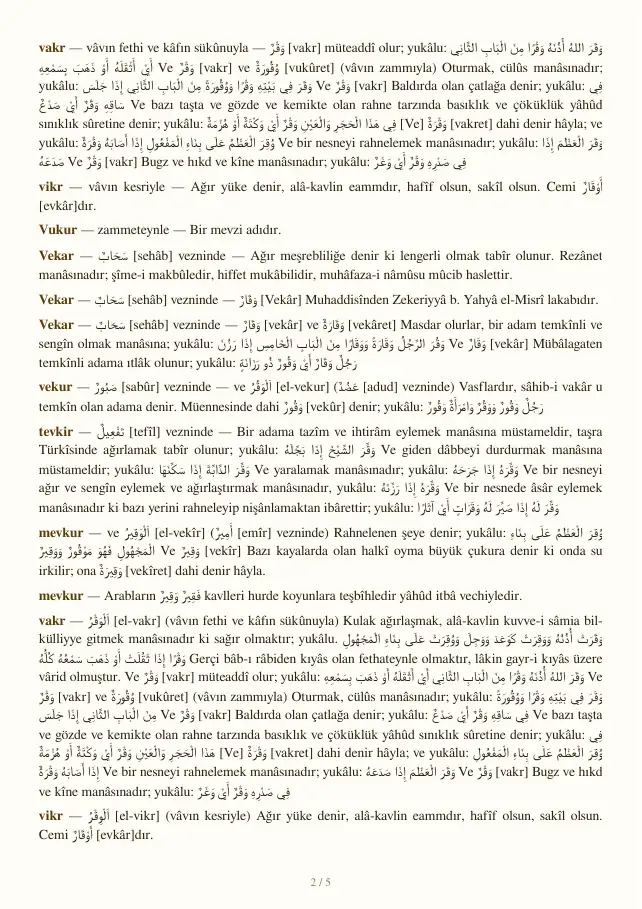 vakr — vâvın fethi ve kâfın sükûnuyla — وَقْرٌ [vakr] müteaddî olur; yukâlu: وَقَرَ اللهُ أُذُنَهُ وَقْرًا مِنَ الْبَابِ الثَّانِي
أَيْ أَثْقَلَهُ أَوْ ذَهَبَ بِسَمْعِهِ Ve وَقْرٌ [vakr] ve وُقُورَةٌ [vukûret] (vâvın zammıyla) Oturmak, cülûs manâsınadır;
yukâlu: وَقَرَ فِي بَيْتِهِ وَقْرًا وَوُقُورَةً مِنَ الْبَابِ الثَّانِي إِذَا جَلَسَ Ve وَقْرٌ [vakr] Baldırda olan çatlağa denir; yukâlu: فِي
سَاقِهِ وَقْرٌ أَيْ صَدْعٌ Ve bazı taşta ve gözde ve kemikte olan rahne tarzında basıklık ve çöküklük yâhûd
sınıklık sûretine denir; yukâlu: فِي هَذَا الْحَجَرِ وَالْعَيْنِ وَقْرٌ أَيْ وَكْتَةٌ أَوْ هَزْمَةٌ [Ve] وَقْرَةٌ [vakret] dahi denir hâyla; ve
yukâlu: وُقِرَ الْعَظْمُ عَلَى بِنَاءِ الْمَفْعُولِ إِذَا أَصَابَهُ وَقْرَةٌ Ve bir nesneyi rahnelemek manâsınadır; yukâlu: وَقَرَ الْعَظْمَ إِذَا
صَدَعَهُ Ve وَقْرٌ [vakr] Bugz ve hıkd ve kîne manâsınadır; yukâlu: فِي صَدْرِهِ وَقْرٌ أَيْ وَغْرٌ
vikr — vâvın kesriyle — Ağır yüke denir, alâ-kavlin eammdır, hafîf olsun, sakîl olsun. Cemi أَوْقَارٌ
[evkâr]dır.
Vukur — zammeteynle — Bir mevzi adıdır.
Vekar — سَحَابٌ [sehâb] vezninde — Ağır meşrebliliğe denir ki lengerli olmak tabîr olunur. Rezânet
manâsınadır; şîme-i makbûledir, hiffet mukâbilidir, muhâfaza-i nâmûsu mûcib haslettir.
Vekar — سَحَابٌ [sehâb] vezninde — وَقَارٌ [Vekâr] Muhaddisînden Zekeriyyâ b. Yahyâ el-Misrî lakabıdır.
Vekar — سَحَابٌ [sehâb] vezninde — وَقَارٌ [vekâr] ve وَقَارَةٌ [vekâret] Masdar olurlar, bir adam temkînli ve
sengîn olmak manâsına; yukâlu: وَقُرَ الرَّجُلُ وَقَارَةً وَوَقَارًا مِنَ الْبَابِ الْخَامِسِ إِذَا رَزُنَ Ve وَقَارٌ [vekâr] Mübâlagaten
temkînli adama ıtlâk olunur; yukâlu: رَجُلٌ وَقَارٌ أَيْ وَقُورٌ ذُو رَزَانَةٍ
vekur — صَبُورٌ [sabûr] vezninde — ve اَلْوَقُرُ [el-vekur] (عَضُدٌ [adud] vezninde) Vasflardır, sâhib-i vakâr u
temkîn olan adama denir. Müennesinde dahi وَقُورٌ [vekûr] denir; yukâlu: رَجُلٌ وَقُورٌ وَوَقُرٌ وَامْرَأَةٌ وَقُورٌ
tevkir — تَفْعِيلٌ [tefîl] vezninde — Bir adama tazîm ve ihtirâm eylemek manâsına müstameldir, taşra
Türkîsinde ağırlamak tabîr olunur; yukâlu: وَقَّرَ الشَّيْخَ إِذَا بَجَّلَهُ Ve giden dâbbeyi durdurmak manâsına
müstameldir; yukâlu: وَقَّرَ الدَّابَّةَ إِذَا سَكَّنَهَا Ve yaralamak manâsınadır; yukâlu: وَقَّرَهُ إِذَا جَرَحَهُ Ve bir nesneyi
ağır ve sengîn eylemek ve ağırlaştırmak manâsınadır, yukâlu: وَقَّرَهُ إِذَا رَزَّنَهُ Ve bir nesnede âsâr eylemek
manâsınadır ki bazı yerini rahneleyip nişânlamaktan ibârettir; yukâlu: وَقَّرَ لَهُ إِذَا صَيَّرَ لَهُ وَقَرَاتٍ أَيْ آثَارًا
mevkur — ve اَلْوَقِيرُ [el-vekîr] (أَمِيرٌ [emîr] vezninde) Rahnelenen şeye denir; yukâlu: وُقِرَ الْعَظْمُ عَلَى بِنَاءِ
الْمَجْهُولِ فَهُوَ مَوْقُورٌ وَوَقِيرٌ Ve وَقِيرٌ [vekîr] Bazı kayalarda olan halkî oyma büyük çukura denir ki onda su
irkilir; ona وَقِيرَةٌ [vekîret] dahi denir hâyla.
mevkur — Arabların فَقِيرٌ وَقِيرٌ kavlleri hurde koyunlara teşbîhledir yâhûd itbâ vechiyledir.
vakr — اَلْوَقْرُ [el-vakr] (vâvın fethi ve kâfın sükûnuyla) Kulak ağırlaşmak, alâ-kavlin kuvve-i sâmia bil-
külliyye gitmek manâsınadır ki sağır olmaktır; yukâlu. وَقَرَتْ أُذُنُهُ وَوَقِرَتْ كَوَعَدَ وَوَجِلَ وَوُقِرَتْ عَلَى بِنَاءِ الْمَجْهُولِ
وَقْرًا إِذَا ثَقُلَتْ أَوْ ذَهَبَ سَمْعُهُ كُلُّهُ Gerçi bâb-ı râbiden kıyâs olan fethateynle olmaktır, lâkin gayr-i kıyâs üzere
vârid olmuştur. Ve وَقْرٌ [vakr] müteaddî olur; yukâlu: وَقَرَ اللهُ أُذُنَهُ وَقْرًا مِنَ الْبَابِ الثَّانِي أَيْ أَثْقَلَهُ أَوْ ذَهَبَ بِسَمْعِهِ Ve
وَقْرٌ [vakr] ve وُقُورَةٌ [vukûret] (vâvın zammıyla) Oturmak, cülûs manâsınadır; yukâlu: وَقَرَ فِي بَيْتِهِ وَقْرًا وَوُقُورَةً
مِنَ الْبَابِ الثَّانِي إِذَا جَلَسَ Ve وَقْرٌ [vakr] Baldırda olan çatlağa denir; yukâlu: فِي سَاقِهِ وَقْرٌ أَيْ صَدْعٌ Ve bazı taşta
ve gözde ve kemikte olan rahne tarzında basıklık ve çöküklük yâhûd sınıklık sûretine denir; yukâlu: فِي
هَذَا الْحَجَرِ وَالْعَيْنِ وَقْرٌ أَيْ وَكْتَةٌ أَوْ هَزْمَةٌ [Ve] وَقْرَةٌ [vakret] dahi denir hâyla; ve yukâlu: وُقِرَ الْعَظْمُ عَلَى بِنَاءِ الْمَفْعُولِ
إِذَا أَصَابَهُ وَقْرَةٌ Ve bir nesneyi rahnelemek manâsınadır; yukâlu: وَقَرَ الْعَظْمَ إِذَا صَدَعَهُ Ve وَقْرٌ [vakr] Bugz ve hıkd
ve kîne manâsınadır; yukâlu: فِي صَدْرِهِ وَقْرٌ أَيْ وَغْرٌ
vikr — اَلْوِقْرُ [el-vikr] (vâvın kesriyle) Ağır yüke denir, alâ-kavlin eammdır, hafîf olsun, sakîl olsun.
Cemi أَوْقَارٌ [evkâr]dır.
2 / 5